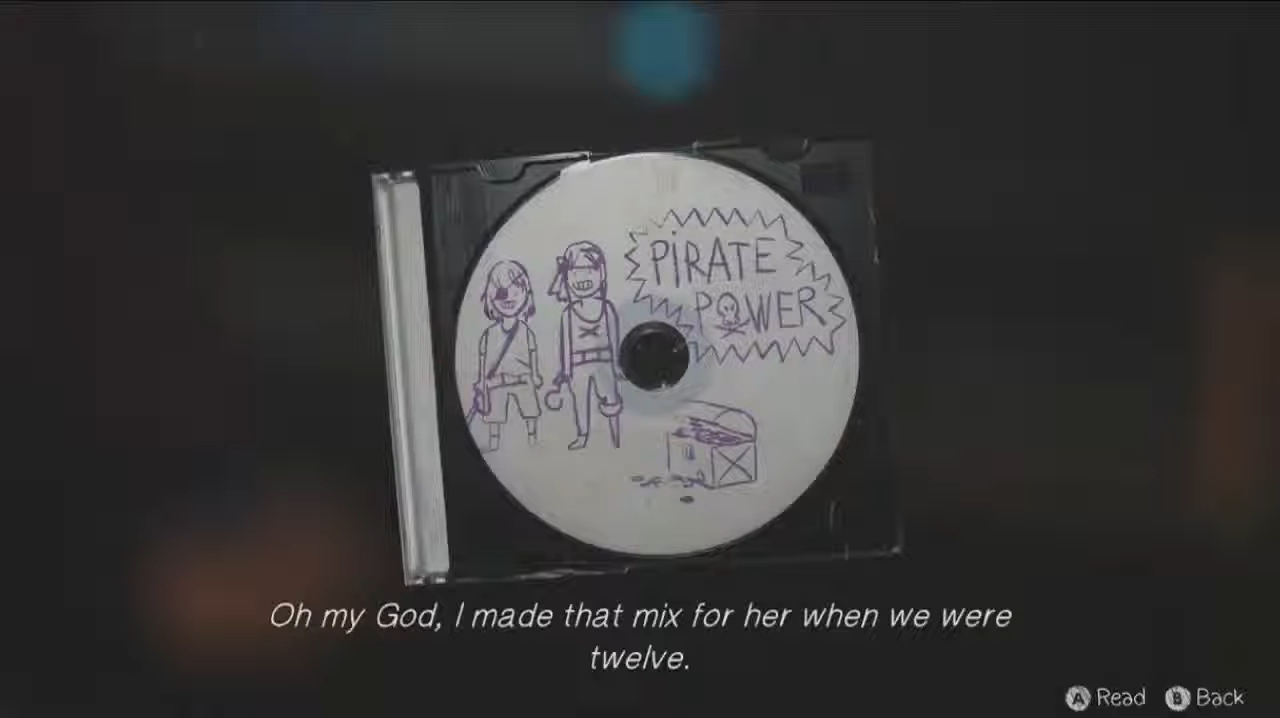 PiRATE
POWER
Oh my God, I made that mix for her when we were
twelve.
A Read B Back